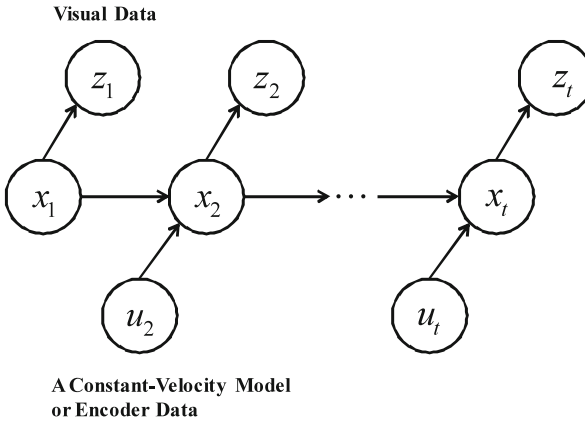 Visual Data
z1 z2 zt
x1 x2 ... xt
u2 ut
A Constant-Velocity Model
or Encoder Data